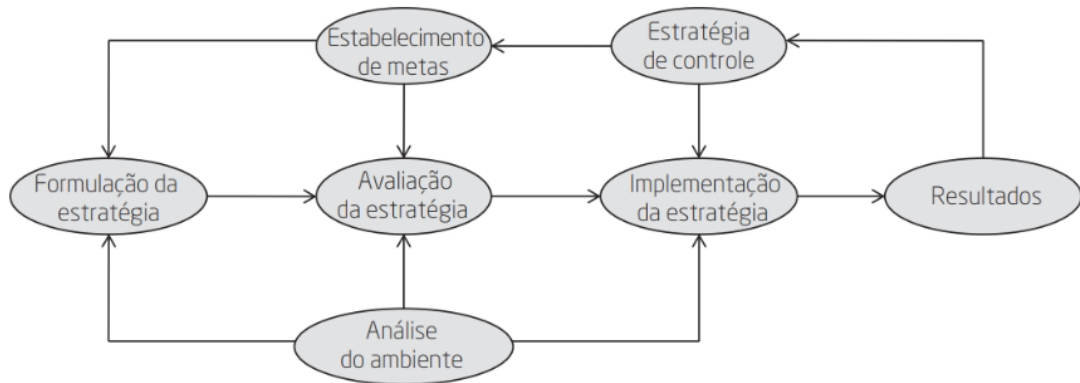 Estabelecimento
de metas
Estratégia
de controle
Formulação da
estratégia
Avaliação
da estratégia
Implementação
da estratégia
Resultados
Análise
do ambiente